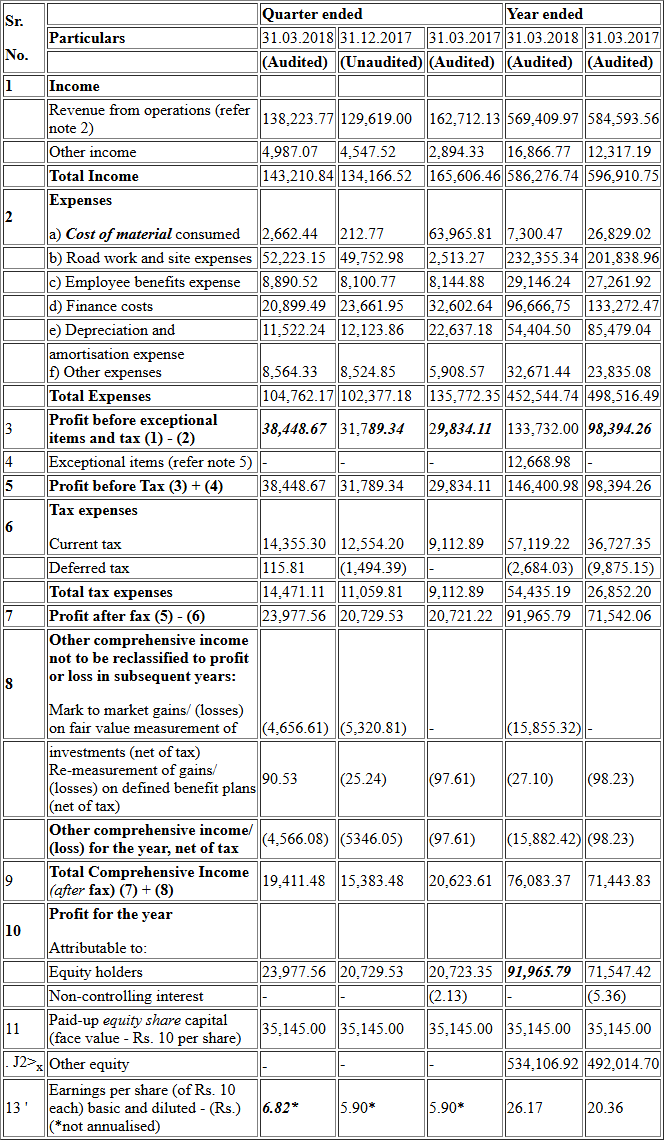 Sr. No. Quarter ended Year ended
Particulars 31.03.2018 31.12.2017 31.03.2017 31.03.2018 31.03.2017
(Audited) (Unaudited) (Audited) (Audited) (Audited)
1 Income
Revenue from operations (refer
note 2) 138,223.77 129,619.00 162,712.13 569,409.97 584,593.56
Other income 4,987.07 4,547.52 2,894.33 16,866.77 12,317.19
Total Income 143,210.84 134,166.52 165,606.46 586,276.74 596,910.75
2 Expenses
a) Cost of material consumed 2,662.44 212.77 63,965.81 7,300.47 26,829.02
b) Road work and site expenses 52,223.15 49,752.98 2,513.27 232,355.34 201,838.96
c) Employee benefits expense 8,890.52 8,100.77 8,144.88 29,146.24 27,261.92
d) Finance costs 20,899.49 23,661.95 32,602.64 96,666,75 133,272.47
e) Depreciation and 11,522.24 12,123.86 22,637.18 54,404.50 85,479.04
amortisation expense
f) Other expenses 8,564.33 8,524.85 5,908.57 32,671.44 23,835.08
Total Expenses 104,762.17 102,377.18 135,772.35 452,544.74 498,516.49
3 Profit before exceptional
items and tax (1) - (2) 38,448.67 31,789.34 29,834.11 133,732.00 98,394.26
4 Exceptional items (refer note 5) - - - 12,668.98 -
5 Profit before Tax (3) + (4) 38,448.67 31,789.34 29,834.11 146,400.98 98,394.26
6 Tax expenses
Current tax 14,355.30 12,554.20 9,112.89 57,119.22 36,727.35
Deferred tax 115.81 (1,494.39) - (2,684.03) (9,875.15)
Total tax expenses 14,471.11 11,059.81 9,112.89 54,435.19 26,852.20
7 Profit after fax (5) - (6) 23,977.56 20,729.53 20,721.22 91,965.79 71,542.06
8 Other comprehensive income
not to be reclassified to profit
or loss in subsequent years:
Mark to market gains/ (losses)
on fair value measurement of (4,656.61) (5,320.81) - (15,855.32) -
investments (net of tax)
Re-measurement of gains/ 90.53 (25.24) (97.61) (27.10) (98.23)
(losses) on defined benefit plans
(net of tax)
Other comprehensive income/
(loss) for the year, net of tax (4,566.08) (5346.05) (97.61) (15,882.42) (98.23)
9 Total Comprehensive Income
(after fax) (7) + (8) 19,411.48 15,383.48 20,623.61 76,083.37 71,443.83
10 Profit for the year
Attributable to:
Equity holders 23,977.56 20,729.53 20,723.35 91,965.79 71,547.42
Non-controlling interest - - (2.13) - (5.36)
11 Paid-up equity share capital
(face value - Rs. 10 per share) 35,145.00 35,145.00 35,145.00 35,145.00 35,145.00
. J2>x Other equity - - - 534,106.92 492,014.70
13 ' Earnings per share (of Rs. 10
each) basic and diluted - (Rs.) 6.82* 5.90* 5.90* 26.17 20.36
(*not annualised)